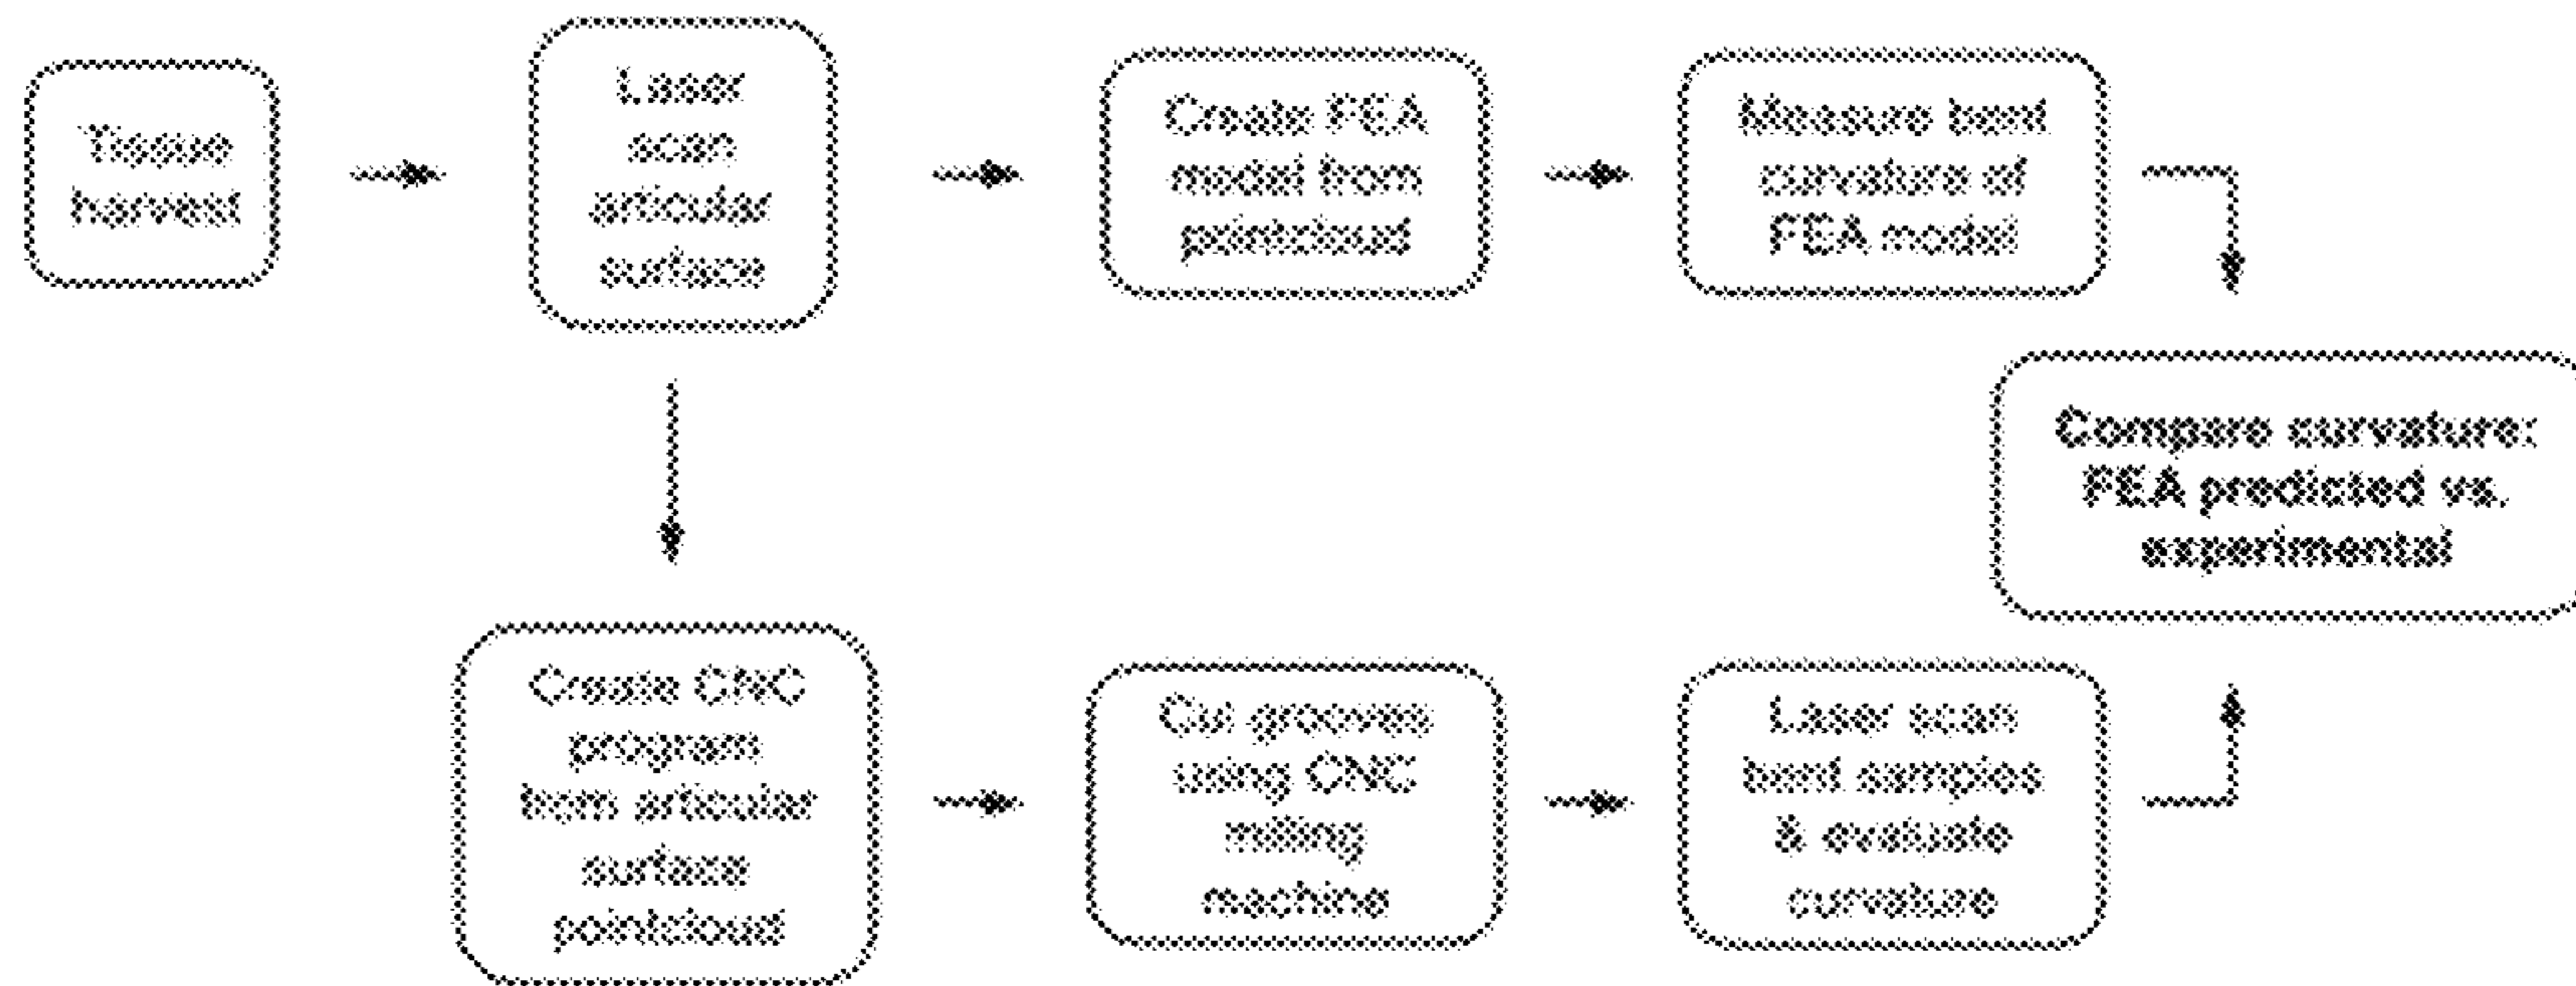 Tissue
harvest
Laser
scan
articular
surface
Create FEA
model from
pointcloud
Measure bent
curvature of
FEA model
Compare curvature:
FEA predicted vs.
experimental
Create CNC
program
from articular
surface
pointcloud
Cut grooves
using CNC
milling
machine
Laser scan
bent samples
& evaluate
curvature